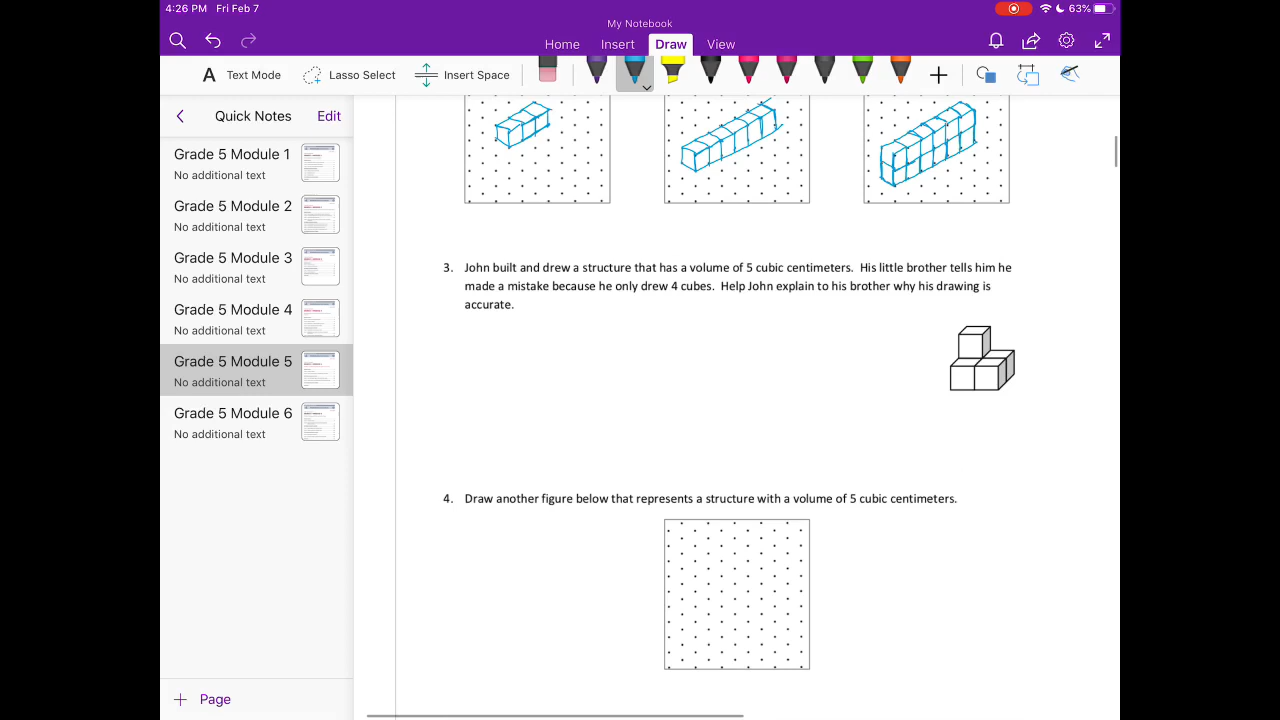 4:26 PM Fri Feb 7
63%
My Notebook
Home Insert Draw View
Text Mode
Lasso Select
Insert Space
Quick Notes
Edit
Grade 5 Module 1
No additional text
Grade 5 Module 2
No additional text
Grade 5 Module 3
No additional text
Grade 5 Module 4
No additional text
Grade 5 Module 5
No additional text
Grade 5 Module 6
No additional text
Page
3. John built and drew a structure that has a volume of 5 cubic centimeters. His little brother tells him he
made a mistake because he only drew 4 cubes. Help John explain to his brother why his drawing is
accurate.
4. Draw another figure below that represents a structure with a volume of 5 cubic centimeters.